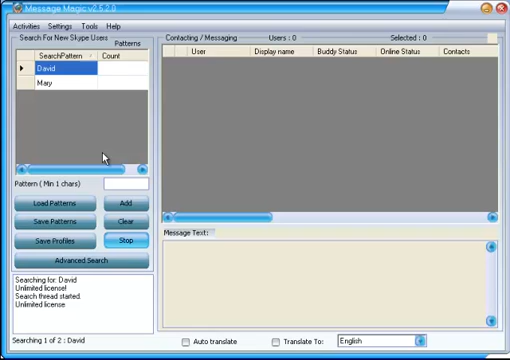 Message Magic v2.5.2.0
Activities Settings Tools Help
Search For New Skype Users
Patterns
SearchPattern Count
David
Mary
Pattern ( Min 1 chars)
Load Patterns Add
Save Patterns Clear
Save Profiles Stop
Advanced Search
Searching for: David
Unlimited license!
Search thread started.
Unlimited license
Searching 1 of 2 : David
Contacting / Messaging Users : 0 Selected : 0
User Display name Buddy Status Online Status Contacts
Message Text:
Auto translate Translate To: English